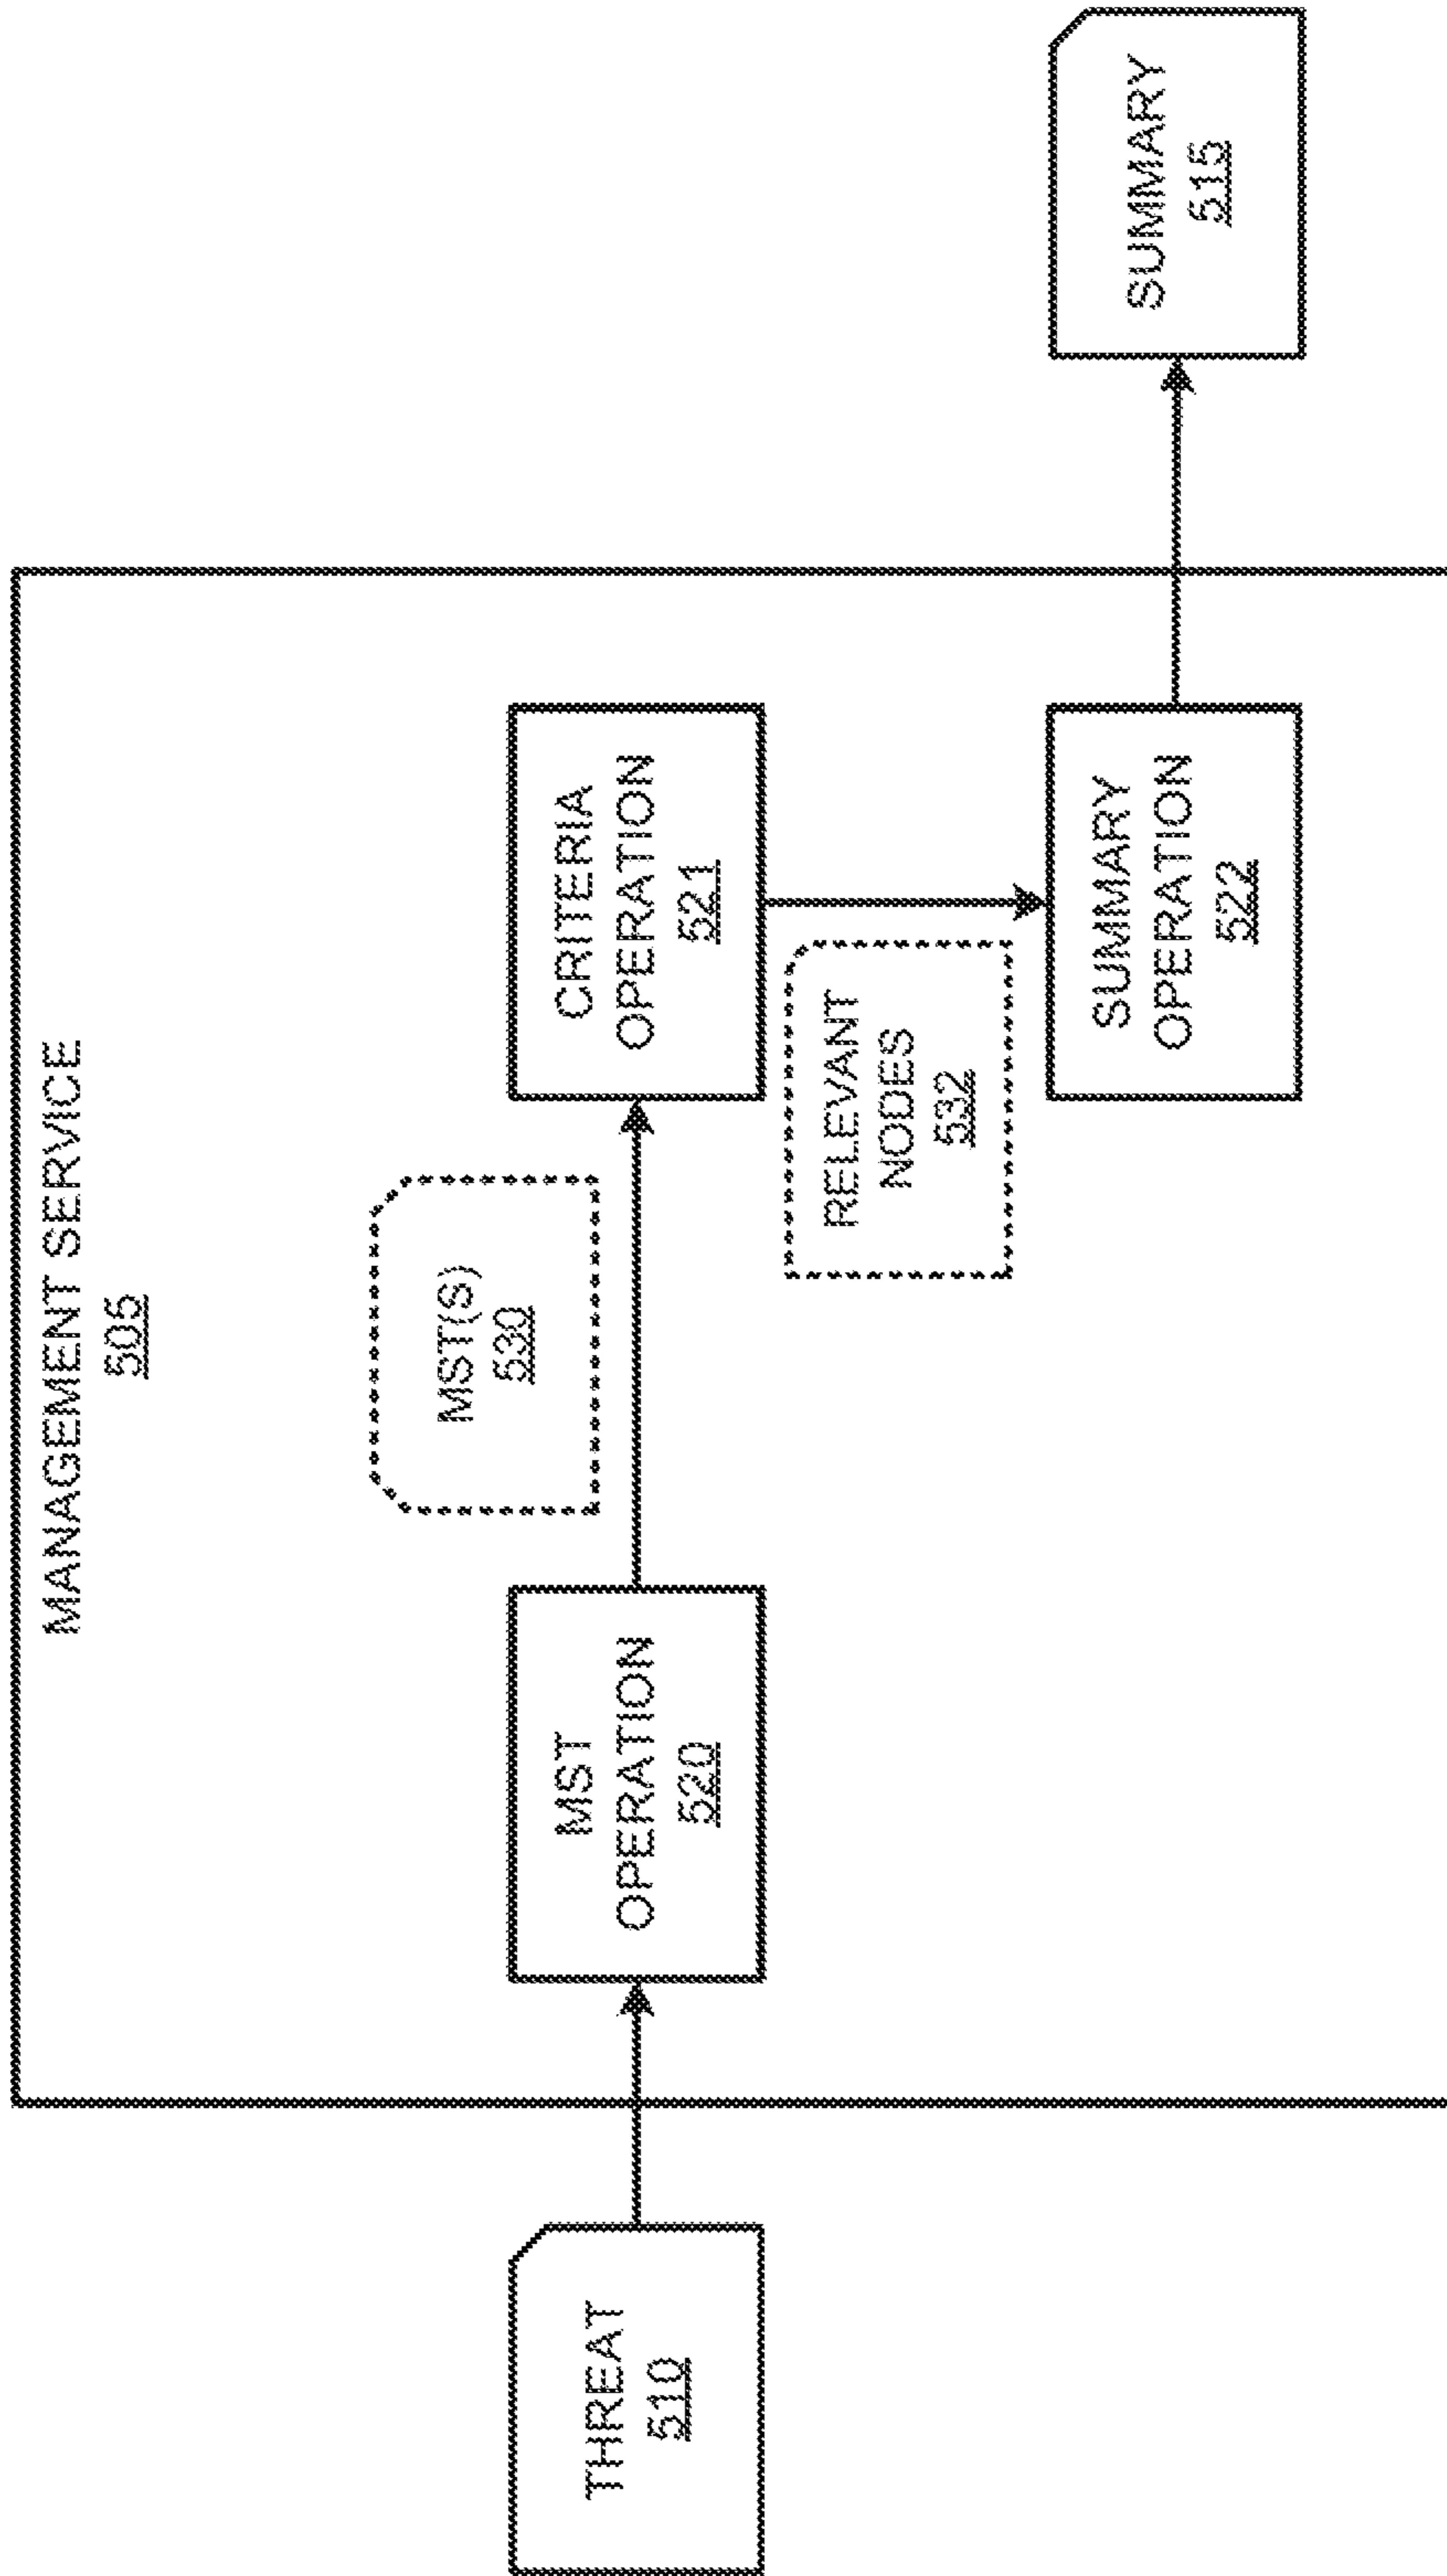 MANAGEMENT SERVICE
505
THREAT
510
MST
OPERATION
520
MST(S)
530
CRITERIA
OPERATION
521
RELEVANT
NODES
532
SUMMARY
OPERATION
522
SUMMARY
515